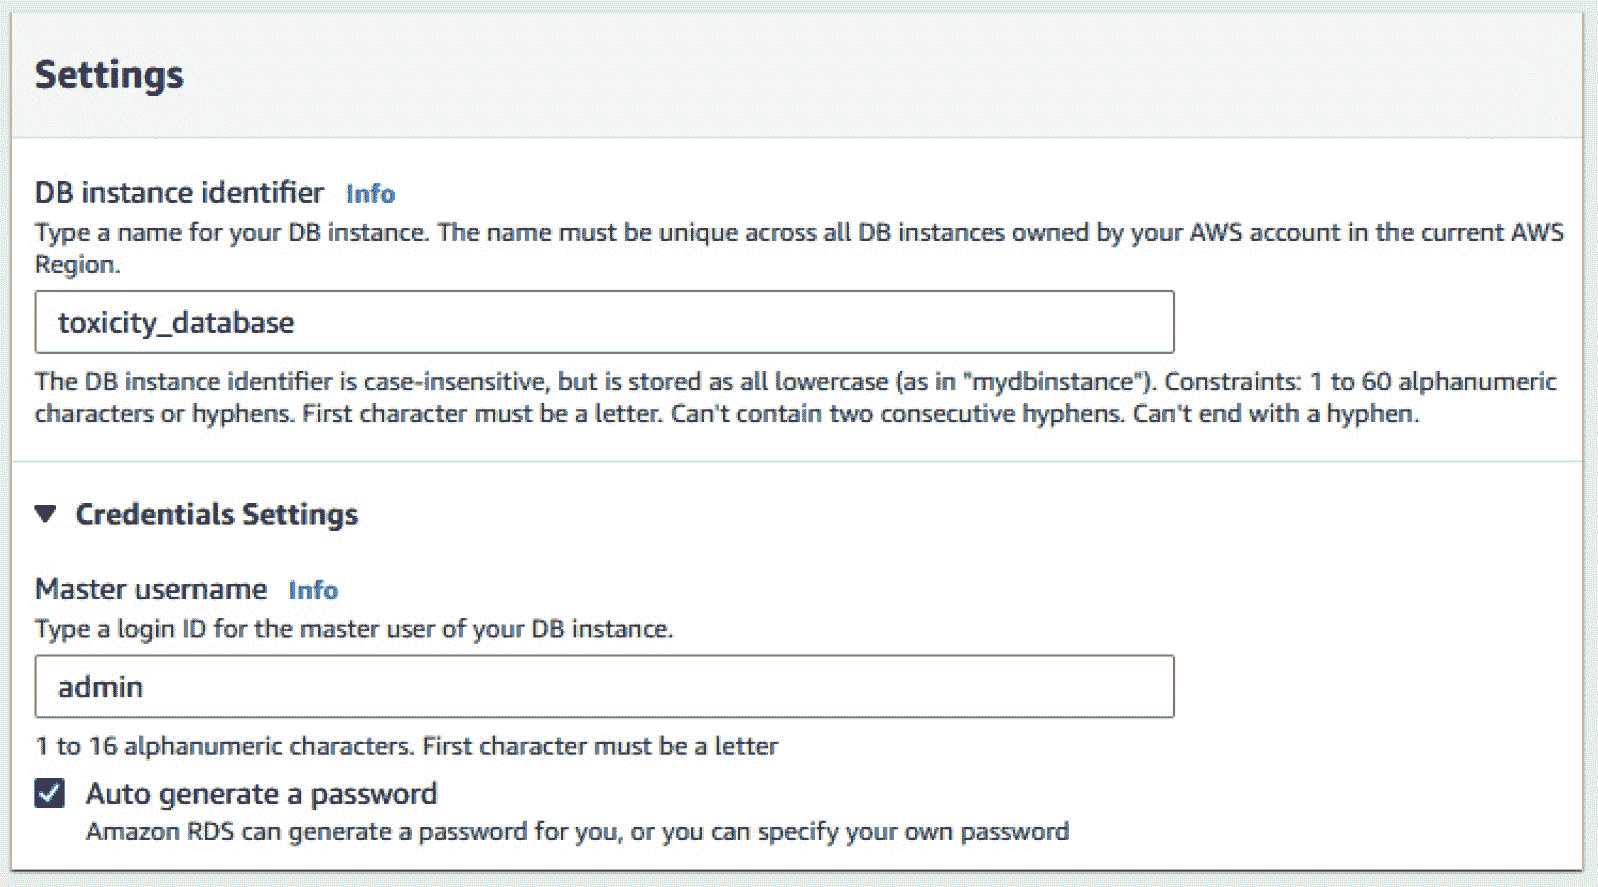 Settings
DB instance identifier Info
Type a name for your DB instance. The name must be unique across all DB instances owned by your AWS account in the current AWS
Region.
toxicity_database
The DB instance identifier is case-insensitive, but is stored as all lowercase (as in "mydbinstance"). Constraints: 1 to 60 alphanumeric
characters or hyphens. First character must be a letter. Can't contain two consecutive hyphens. Can't end with a hyphen.
Credentials Settings
Master username Info
Type a login ID for the master user of your DB instance.
admin
1 to 16 alphanumeric characters. First character must be a letter
Auto generate a password
Amazon RDS can generate a password for you, or you can specify your own password